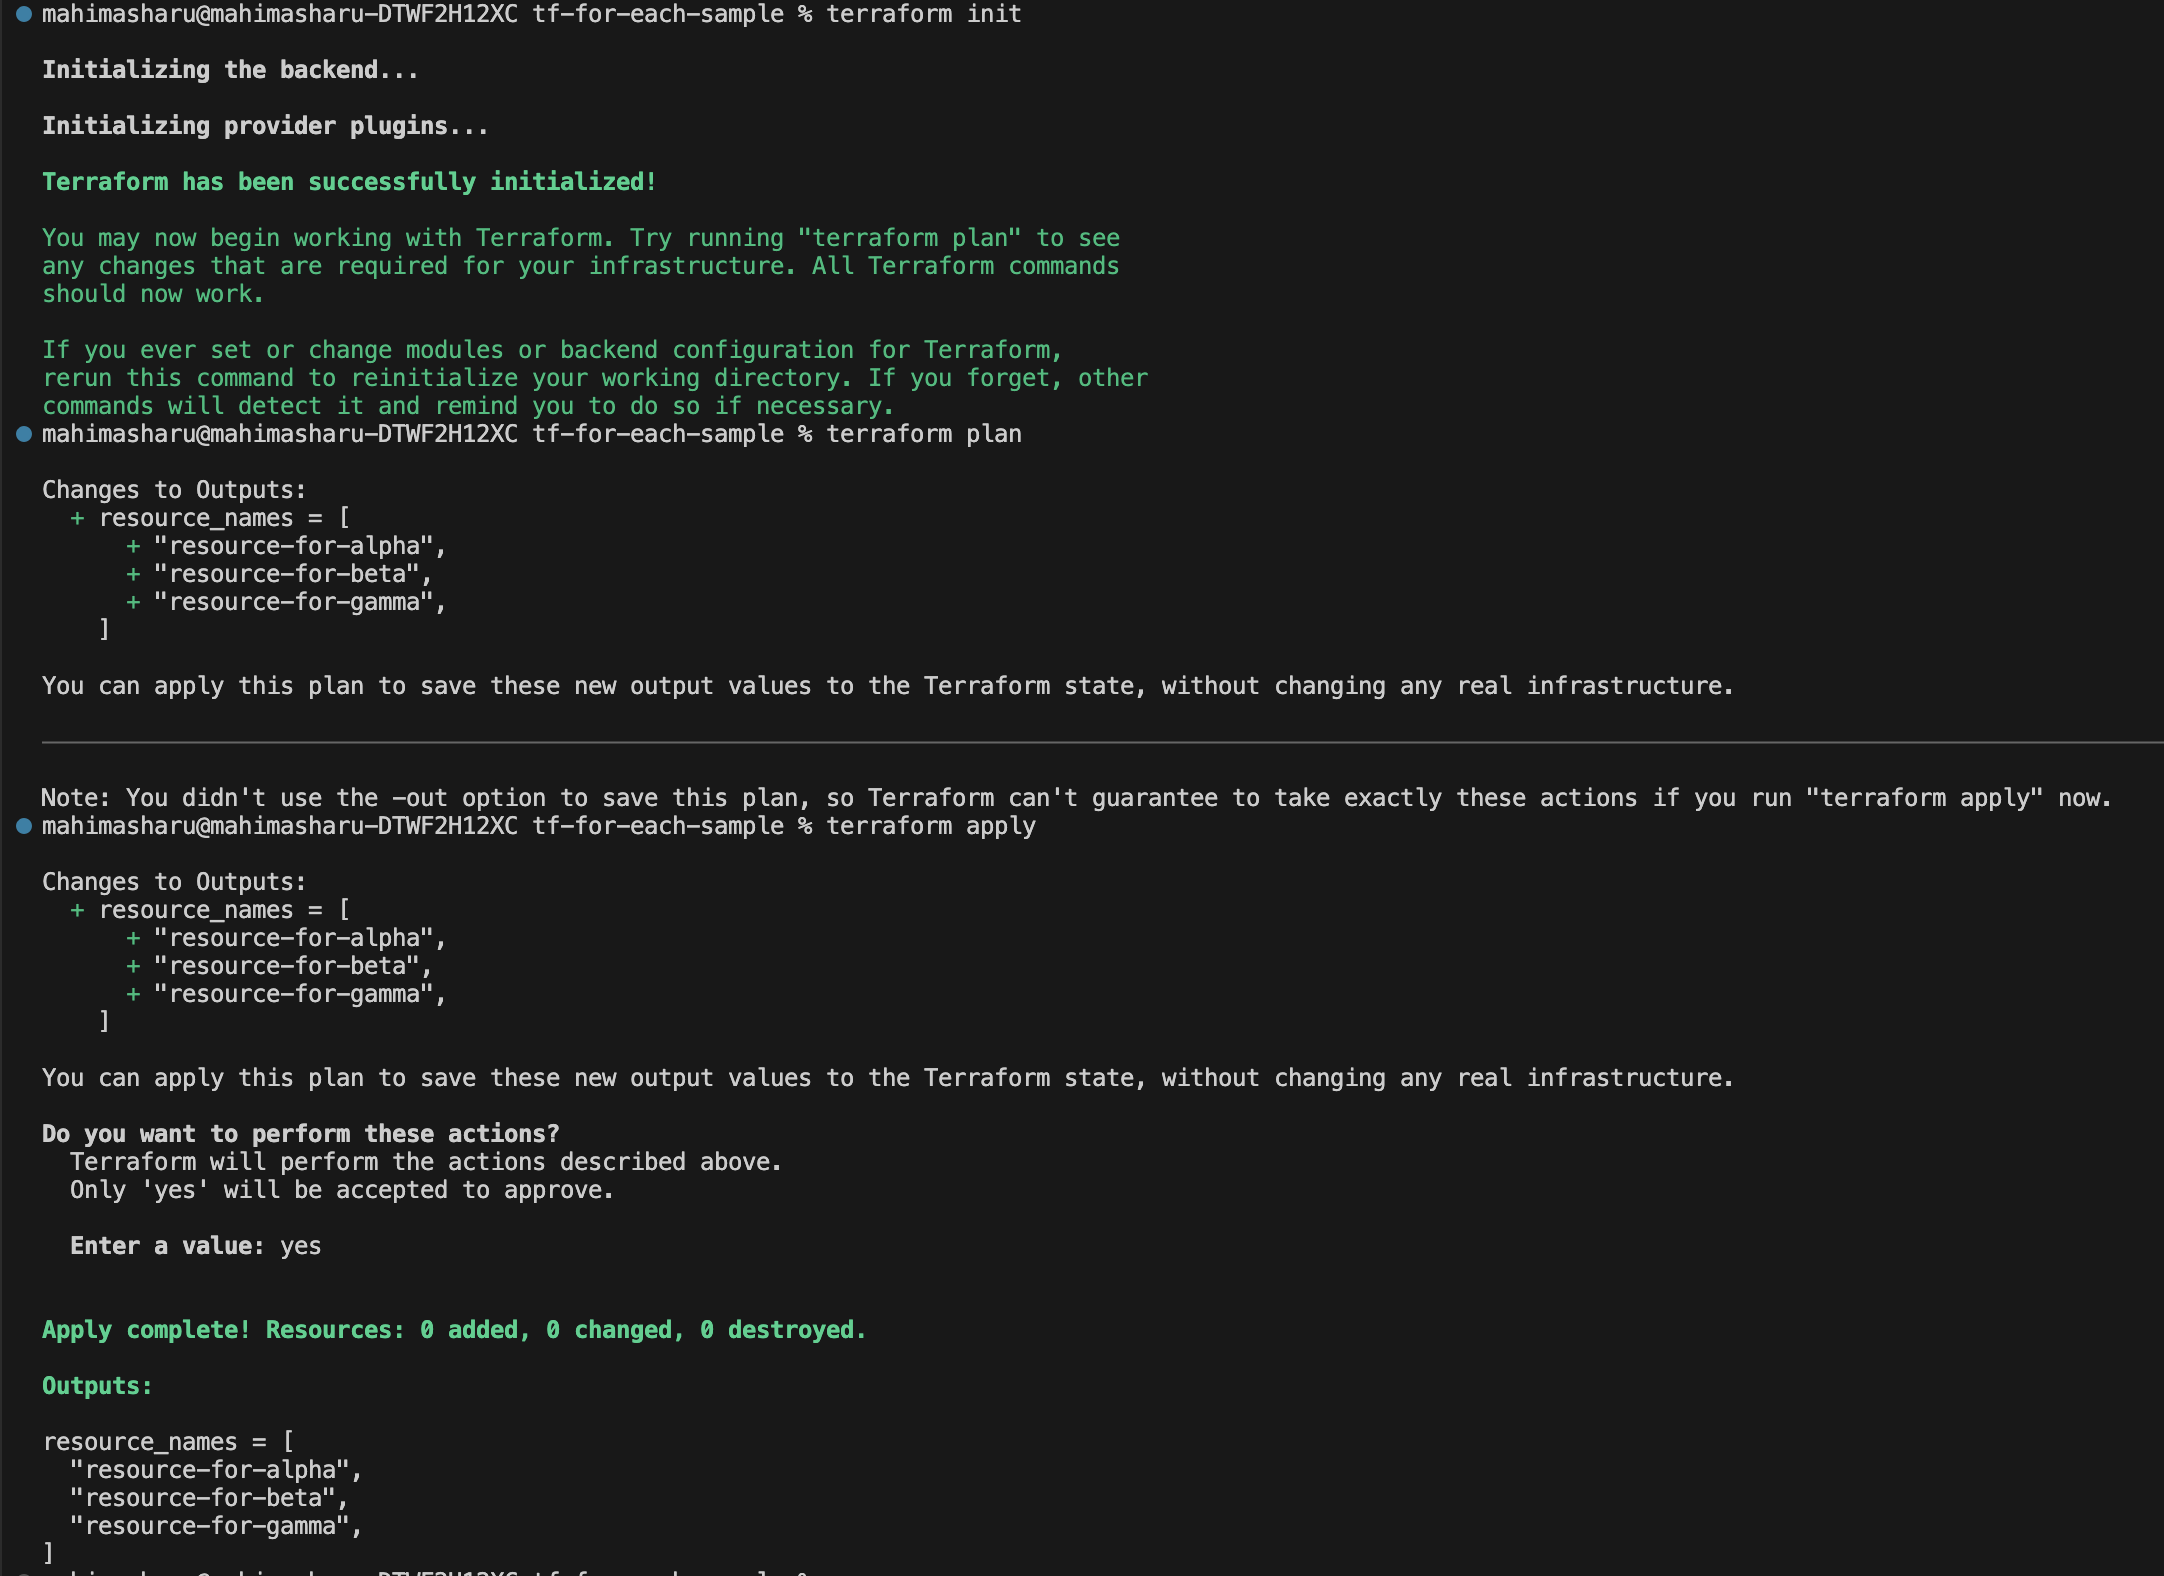 mahimasharu@mahimasharu-DTWF2H12XC tf-for-each-sample % terraform init
Initializing the backend...
Initializing provider plugins...
Terraform has been successfully initialized!
You may now begin working with Terraform. Try running "terraform plan" to see
any changes that are required for your infrastructure. All Terraform commands
should now work.
If you ever set or change modules or backend configuration for Terraform,
rerun this command to reinitialize your working directory. If you forget, other
commands will detect it and remind you to do so if necessary.
mahimasharu@mahimasharu-DTWF2H12XC tf-for-each-sample % terraform plan
Changes to Outputs:
  + resource_names = [
      + "resource-for-alpha",
      + "resource-for-beta",
      + "resource-for-gamma",
    ]
You can apply this plan to save these new output values to the Terraform state, without changing any real infrastructure.
Note: You didn't use the -out option to save this plan, so Terraform can't guarantee to take exactly these actions if you run "terraform apply" now.
mahimasharu@mahimasharu-DTWF2H12XC tf-for-each-sample % terraform apply
Changes to Outputs:
  + resource_names = [
      + "resource-for-alpha",
      + "resource-for-beta",
      + "resource-for-gamma",
    ]
You can apply this plan to save these new output values to the Terraform state, without changing any real infrastructure.
Do you want to perform these actions?
  Terraform will perform the actions described above.
  Only 'yes' will be accepted to approve.
  Enter a value: yes
Apply complete! Resources: 0 added, 0 changed, 0 destroyed.
Outputs:
resource_names = [
  "resource-for-alpha",
  "resource-for-beta",
  "resource-for-gamma",
]